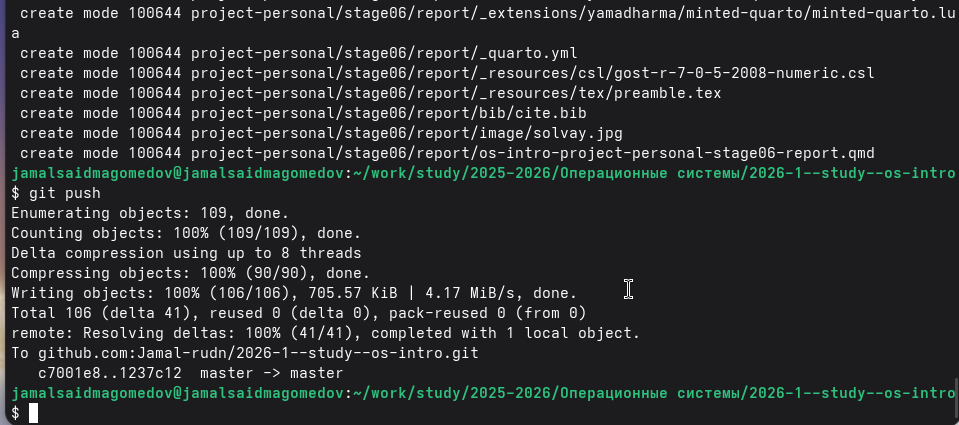 create mode 100644 project-personal/stage06/report/_extensions/yamadharma/minted-quarto/minted-quarto.lu
a
create mode 100644 project-personal/stage06/report/_quarto.yml
create mode 100644 project-personal/stage06/report/_resources/csl/gost-r-7-0-5-2008-numeric.csl
create mode 100644 project-personal/stage06/report/_resources/tex/preamble.tex
create mode 100644 project-personal/stage06/report/bib/cite.bib
create mode 100644 project-personal/stage06/report/image/solvay.jpg
create mode 100644 project-personal/stage06/report/os-intro-project-personal-stage06-report.qmd
jamalsaidmagomedov@jamalsaidmagomedov:~/work/study/2025-2026/Операционные системы/2026-1--study--os-intro
$ git push
Enumerating objects: 109, done.
Counting objects: 100% (109/109), done.
Delta compression using up to 8 threads
Compressing objects: 100% (90/90), done.
Writing objects: 100% (106/106), 705.57 KiB | 4.17 MiB/s, done.
Total 106 (delta 41), reused 0 (delta 0), pack-reused 0 (from 0)
remote: Resolving deltas: 100% (41/41), completed with 1 local object.
To github.com:Jamal-rudn/2026-1--study--os-intro.git
c7001e8..1237c12  master -> master
jamalsaidmagomedov@jamalsaidmagomedov:~/work/study/2025-2026/Операционные системы/2026-1--study--os-intro
$